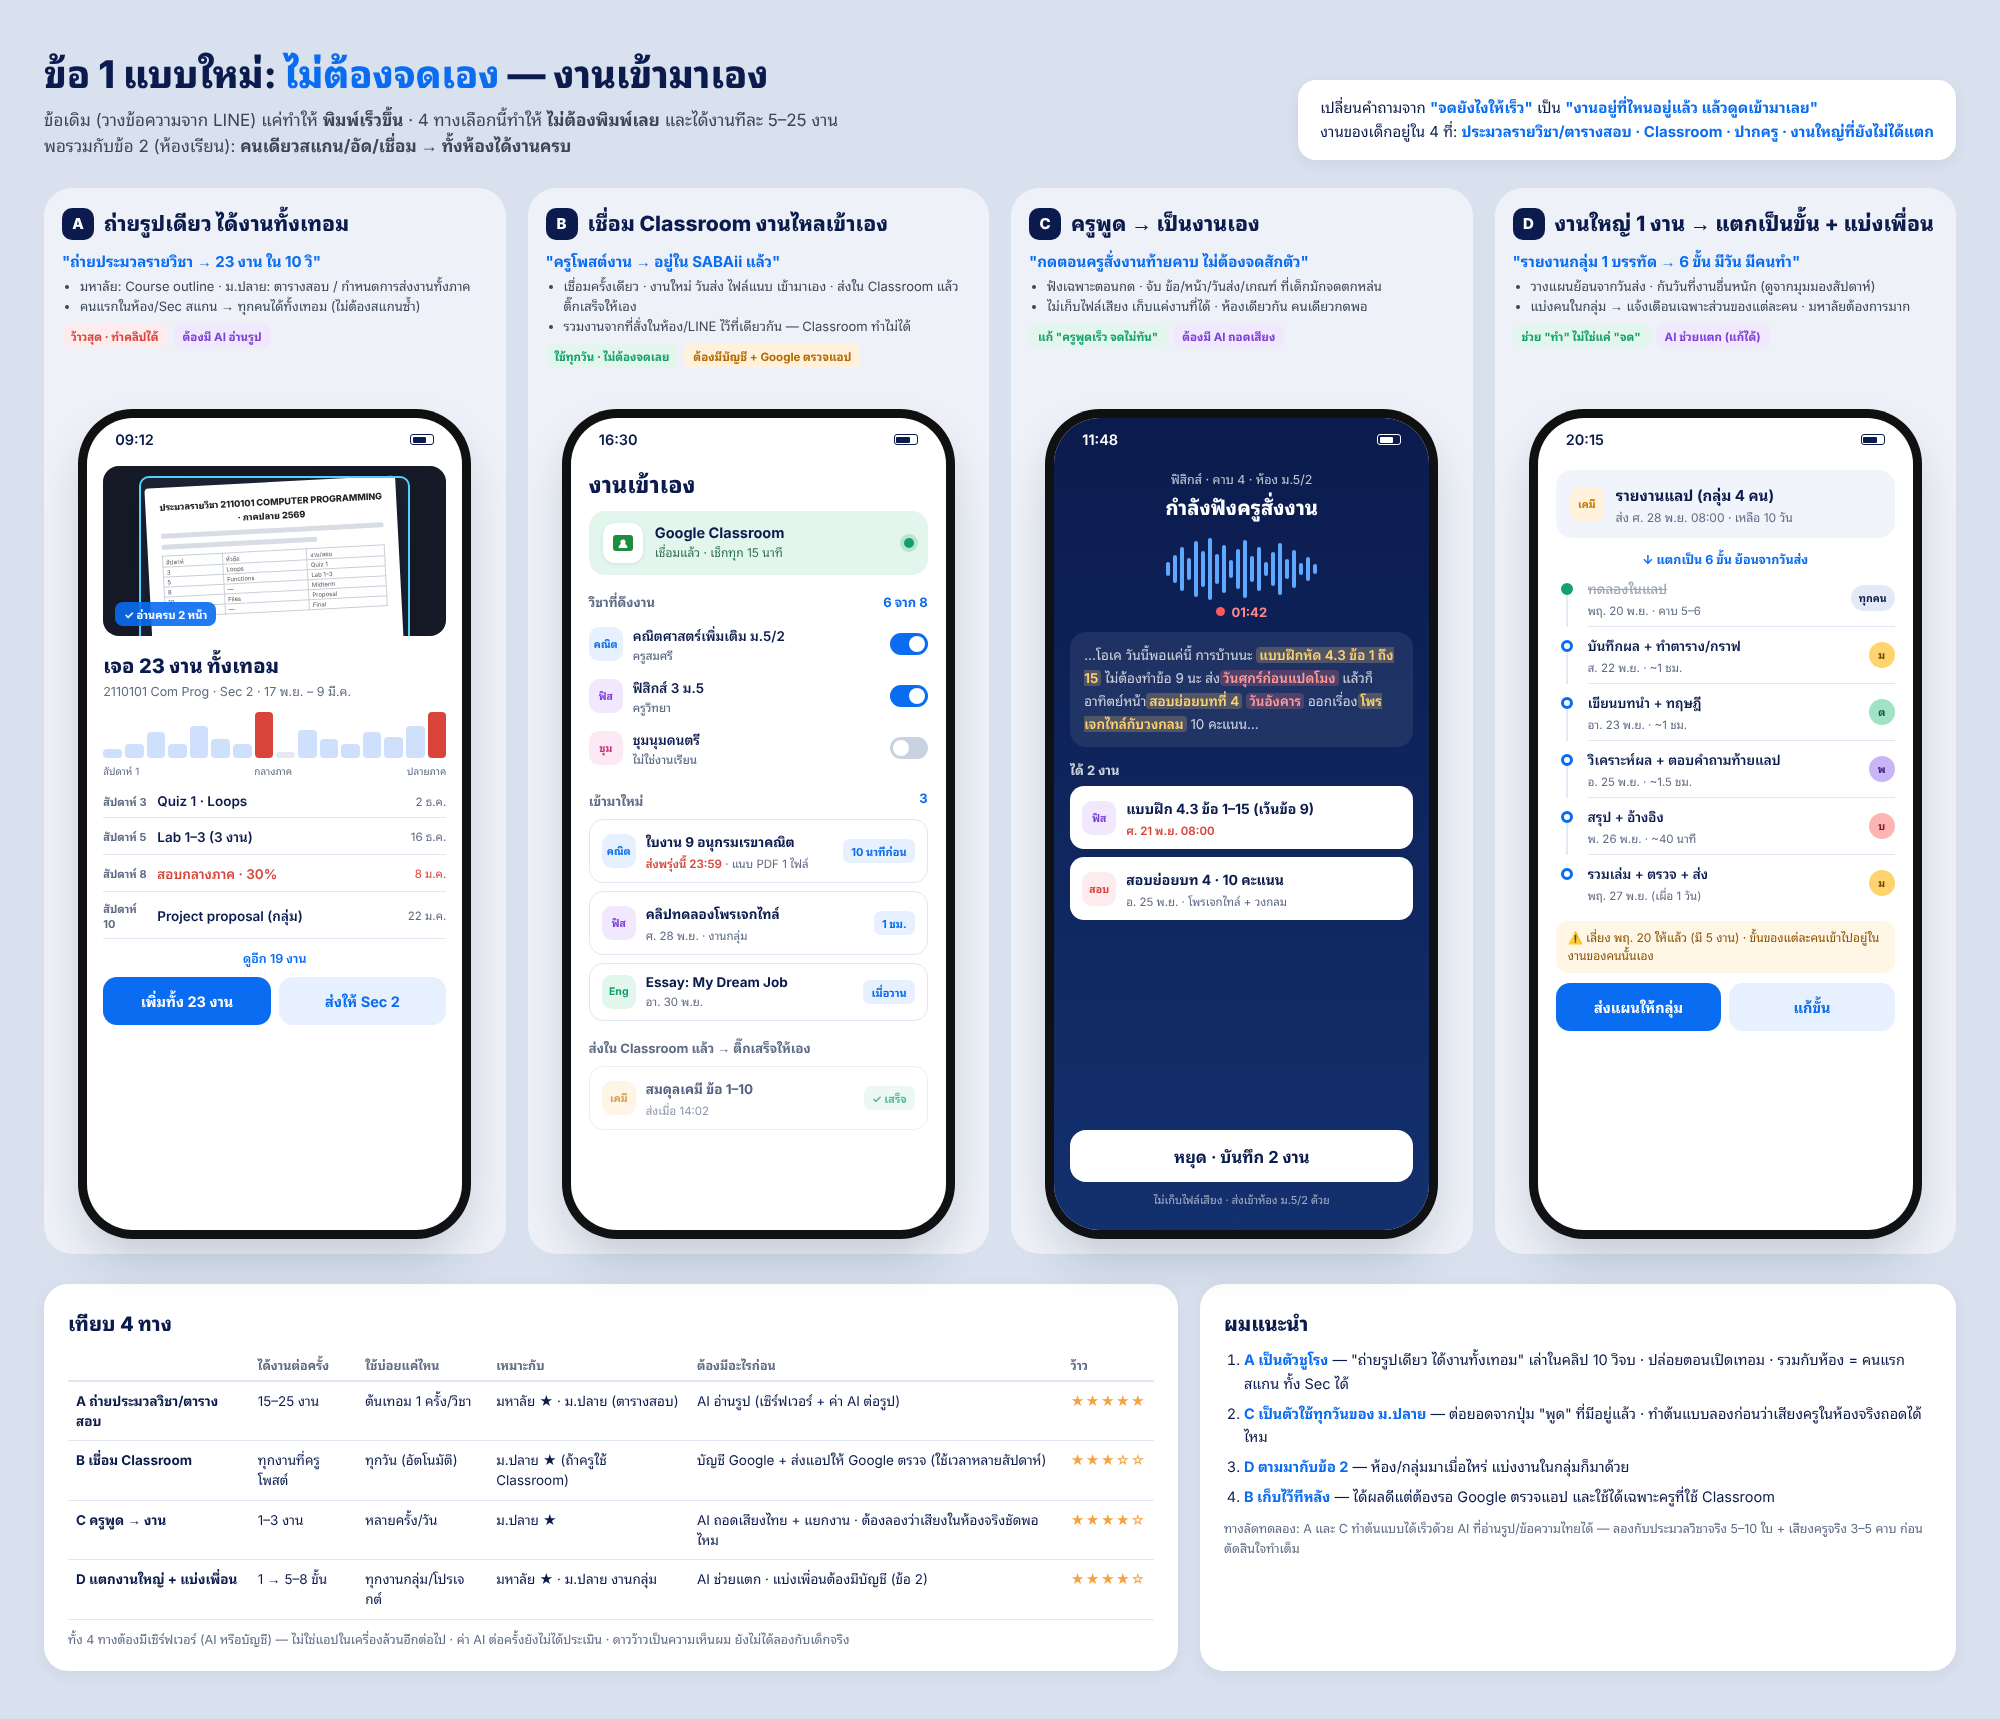 ข้อ 1 แบบใหม่: ไม่ต้องจดเอง — งานเข้ามาเอง
ข้อเดิม (วางข้อความจาก LINE) แค่ทำให้ พิมพ์เร็วขึ้น · 4 ทางเลือกนี้ทำให้ ไม่ต้องพิมพ์เลย และได้งานทีละ 5–25 งาน
พอรวมกับข้อ 2 (ห้องเรียน): คนเดียวสแกน/อัด/เชื่อม → ทั้งห้องได้งานครบ
เปลี่ยนคำถามจาก "จดยังไงให้เร็ว" เป็น "งานอยู่ที่ไหนอยู่แล้ว แล้วดูดเข้ามาเลย"
งานของเด็กอยู่ใน 4 ที่: ประมวลรายวิชา/ตารางสอบ · Classroom · ปากครู · งานใหญ่ที่ยังไม่ได้แตก
A ถ่ายรูปเดียว ได้งานทั้งเทอม
"ถ่ายประมวลรายวิชา → 23 งาน ใน 10 วิ"
• มหาลัย: Course outline · ม.ปลาย: ตารางสอบ / กำหนดการส่งงานทั้งภาค
• คนแรกในห้อง/Sec สแกน → ทุกคนได้ทั้งเทอม (ไม่ต้องสแกนซ้ำ)
ว้าวสุด · ทำคลิปได้ ต้องมี AI อ่านรูป
09:12
ประมวลรายวิชา 2110101 COMPUTER PROGRAMMING
· ภาคปลาย 2569
สัปดาห์ หัวข้อ งาน/สอบ
3 Loops Quiz 1
5 Functions Lab 1–3
8 — Midterm
Files Proposal
— Final
✓ อ่านครบ 2 หน้า
เจอ 23 งาน ทั้งเทอม
2110101 Com Prog · Sec 2 · 17 พ.ย. – 9 มี.ค.
สัปดาห์ 1 กลางภาค ปลายภาค
สัปดาห์ 3 Quiz 1 · Loops 2 ธ.ค.
สัปดาห์ 5 Lab 1–3 (3 งาน) 16 ธ.ค.
สัปดาห์ 8 สอบกลางภาค · 30% 8 ม.ค.
สัปดาห์ 10 Project proposal (กลุ่ม) 22 ม.ค.
ดูอีก 19 งาน
เพิ่มทั้ง 23 งาน ส่งให้ Sec 2
B เชื่อม Classroom งานไหลเข้าเอง
"ครูโพสต์งาน → อยู่ใน SABAii แล้ว"
• เชื่อมครั้งเดียว · งานใหม่ วันส่ง ไฟล์แนบ เข้ามาเอง · ส่งใน Classroom แล้ว
ติ๊กเสร็จให้เอง
• รวมงานจากที่สั่งในห้อง/LINE ไว้ที่เดียวกัน — Classroom ทำไม่ได้
ใช้ทุกวัน · ไม่ต้องจดเลย ต้องมีบัญชี + Google ตรวจแอป
16:30
งานเข้าเอง
Google Classroom
เชื่อมแล้ว · เช็กทุก 15 นาที
วิชาที่ดึงงาน 6 จาก 8
คณิต คณิตศาสตร์เพิ่มเติม ม.5/2
ครูสมศรี
ฟิส ฟิสิกส์ 3 ม.5
ครูวิทยา
ชุม ชุมนุมดนตรี
ไม่ใช่งานเรียน
เข้ามาใหม่ 3
คณิต ใบงาน 9 อนุกรมเรขาคณิต 10 นาทีก่อน
ส่งพรุ่งนี้ 23:59 · แนบ PDF 1 ไฟล์
ฟิส คลิปทดลองโพรเจกไทล์ 1 ชม.
ศ. 28 พ.ย. · งานกลุ่ม
Eng Essay: My Dream Job เมื่อวาน
อา. 30 พ.ย.
ส่งใน Classroom แล้ว → ติ๊กเสร็จให้เอง
เคมี สมดุลเคมี ข้อ 1–10 ✓ เสร็จ
ส่งเมื่อ 14:02
C ครูพูด → เป็นงานเอง
"กดตอนครูสั่งงานท้ายคาบ ไม่ต้องจดสักตัว"
• ฟังเฉพาะตอนกด · จับ ข้อ/หน้า/วันส่ง/เกณฑ์ ที่เด็กมักจดตกหล่น
• ไม่เก็บไฟล์เสียง เก็บแค่งานที่ได้ · ห้องเดียวกัน คนเดียวกดพอ
แก้ "ครูพูดเร็ว จดไม่ทัน" ต้องมี AI ถอดเสียง
11:48
ฟิสิกส์ · คาบ 4 · ห้อง ม.5/2
กำลังฟังครูสั่งงาน
01:42
...โอเค วันนี้พอแค่นี้ การบ้านนะ แบบฝึกหัด 4.3 ข้อ 1 ถึง
15 ไม่ต้องทำข้อ 9 นะ ส่ง วันศุกร์ก่อนแปดโมง แล้วก็
อาทิตย์หน้า สอบย่อยบทที่ 4 วันอังคาร ออกเรื่อง โพร
เจกไทล์กับวงกลม 10 คะแนน...
ได้ 2 งาน
ฟิส แบบฝึก 4.3 ข้อ 1–15 (เว้นข้อ 9)
ศ. 21 พ.ย. 08:00
สอบ สอบย่อยบท 4 · 10 คะแนน
อ. 25 พ.ย. · โพรเจกไทล์ + วงกลม
หยุด · บันทึก 2 งาน
ไม่เก็บไฟล์เสียง · ส่งเข้าห้อง ม.5/2 ด้วย
D งานใหญ่ 1 งาน → แตกเป็นขั้น + แบ่งเพื่อน
"รายงานกลุ่ม 1 บรรทัด → 6 ขั้น มีวัน มีคนทำ"
• วางแผนย้อนจากวันส่ง · กันวันที่งานอื่นหนัก (ดูจากมุมมองสัปดาห์)
• แบ่งคนในกลุ่ม → แจ้งเตือนเฉพาะส่วนของแต่ละคน · มหาลัยต้องการมาก
ช่วย "ทำ" ไม่ใช่แค่ "จด" AI ช่วยแตก (แก้ได้)
20:15
เคมี รายงานแลป (กลุ่ม 4 คน)
ส่ง ศ. 28 พ.ย. 08:00 · เหลือ 10 วัน
↓ แตกเป็น 6 ขั้น ย้อนจากวันส่ง
ทดลองในแลป ทุกคน
พฤ. 20 พ.ย. · คาบ 5–6
บันทึกผล + ทำตาราง/กราฟ ม
ส. 22 พ.ย. · ~1 ชม.
เขียนบทนำ + ทฤษฎี ต
อา. 23 พ.ย. · ~1 ชม.
วิเคราะห์ผล + ตอบคำถามท้ายแลป พ
อ. 25 พ.ย. · ~1.5 ชม.
สรุป + อ้างอิง บ
พ. 26 พ.ย. · ~40 นาที
รวมเล่ม + ตรวจ + ส่ง ม
พฤ. 27 พ.ย. (เผื่อ 1 วัน)
⚠️ เลี่ยง พฤ. 20 ให้แล้ว (มี 5 งาน) · ขั้นของแต่ละคนเข้าไปอยู่ใน
งานของคนนั้นเอง
ส่งแผนให้กลุ่ม แก้ขั้น
เทียบ 4 ทาง
ได้งานต่อครั้ง ใช้บ่อยแค่ไหน เหมาะกับ ต้องมีอะไรก่อน ว้าว
A ถ่ายประมวลวิชา/ตาราง
สอบ 15–25 งาน ต้นเทอม 1 ครั้ง/วิชา มหาลัย ★ · ม.ปลาย (ตารางสอบ) AI อ่านรูป (เซิร์ฟเวอร์ + ค่า AI ต่อรูป) ★★★★★
B เชื่อม Classroom ทุกงานที่ครู
โพสต์ ทุกวัน (อัตโนมัติ) ม.ปลาย ★ (ถ้าครูใช้
Classroom) บัญชี Google + ส่งแอปให้ Google ตรวจ (ใช้เวลาหลายสัปดาห์) ★★★☆☆
C ครูพูด → งาน 1–3 งาน หลายครั้ง/วัน ม.ปลาย ★ AI ถอดเสียงไทย + แยกงาน · ต้องลองว่าเสียงในห้องจริงชัดพอ
ไหม ★★★★☆
D แตกงานใหญ่ + แบ่งเพื่อน 1 → 5–8 ขั้น ทุกงานกลุ่ม/โปรเจ
กต์ มหาลัย ★ · ม.ปลาย งานกลุ่ม AI ช่วยแตก · แบ่งเพื่อนต้องมีบัญชี (ข้อ 2) ★★★★☆
ทั้ง 4 ทางต้องมีเซิร์ฟเวอร์ (AI หรือบัญชี) — ไม่ใช่แอปในเครื่องล้วนอีกต่อไป · ค่า AI ต่อครั้งยังไม่ได้ประเมิน · ดาวว้าวเป็นความเห็นผม ยังไม่ได้ลองกับเด็กจริง
ผมแนะนำ
1. A เป็นตัวชูโรง — "ถ่ายรูปเดียว ได้งานทั้งเทอม" เล่าในคลิป 10 วิจบ · ปล่อยตอนเปิดเทอม · รวมกับห้อง = คนแรก
สแกน ทั้ง Sec ได้
2. C เป็นตัวใช้ทุกวันของ ม.ปลาย — ต่อยอดจากปุ่ม "พูด" ที่มีอยู่แล้ว · ทำต้นแบบลองก่อนว่าเสียงครูในห้องจริงถอดได้
ไหม
3. D ตามมากับข้อ 2 — ห้อง/กลุ่มมาเมื่อไหร่ แบ่งงานในกลุ่มก็มาด้วย
4. B เก็บไว้ทีหลัง — ได้ผลดีแต่ต้องรอ Google ตรวจแอป และใช้ได้เฉพาะครูที่ใช้ Classroom
ทางลัดทดลอง: A และ C ทำต้นแบบได้เร็วด้วย AI ที่อ่านรูป/ข้อความไทยได้ — ลองกับประมวลวิชาจริง 5–10 ใบ + เสียงครูจริง 3–5 คาบ ก่อน
ตัดสินใจทำเต็ม